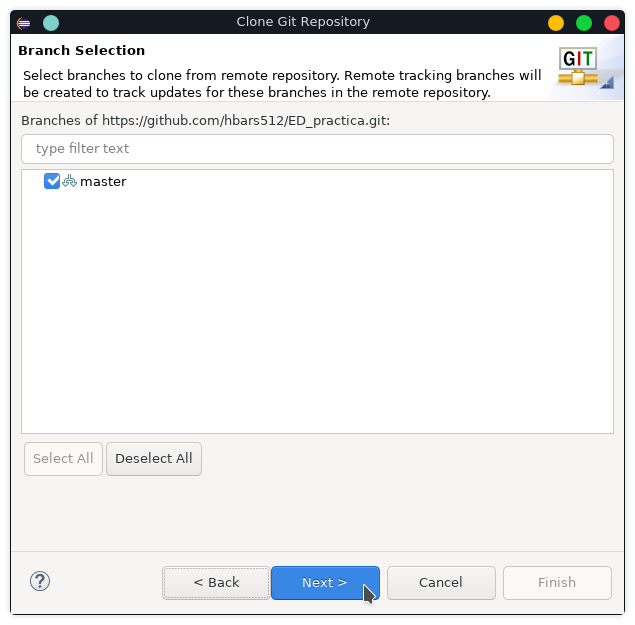 Clone Git Repository
Branch Selection
Select branches to clone from remote repository. Remote tracking branches will
be created to track updates for these branches in the remote repository.
GIT
Branches of https://github.com/hbars512/ED_practica.git:
type filter text
master
Select All
Deselect All
?
< Back
Next >
Cancel
Finish